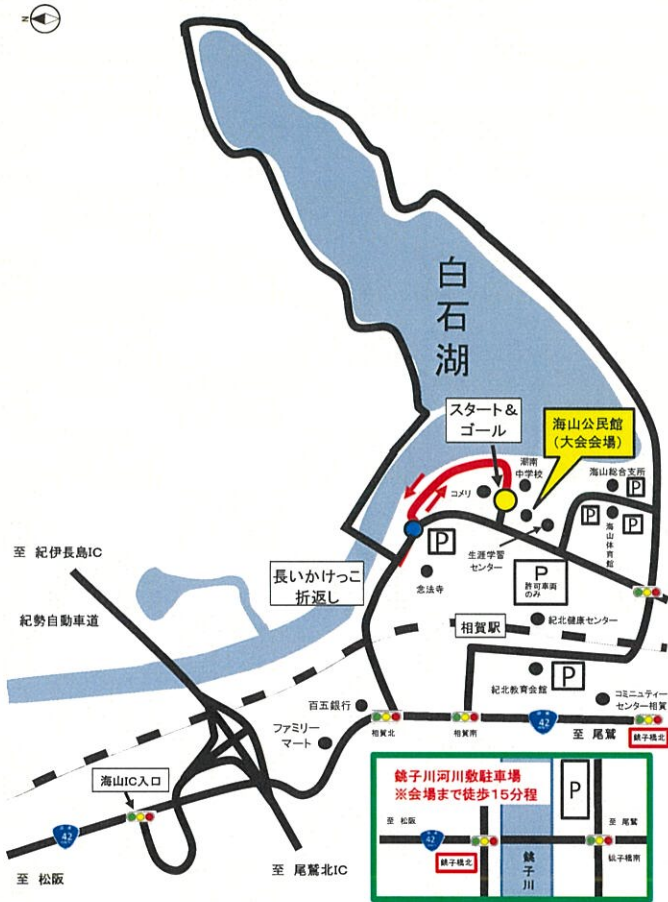 N
白石湖
スタート&
ゴール
海山公民館
(大会会場)
潮南
中学校
コメリ
海山総合支所
P
P
P
海山体育館
生涯学習
センター
P
念法寺
長いかけっこ
折返し
P
許可車両
のみ
至 紀伊長島IC
紀勢自動車道
相賀駅
紀北健康センター
紀北教育会館
P
コミュニティー
センター相賀
百五銀行
ファミリー
マート
相賀北
相賀南
42
至 尾鷲
銚子橋北
海山IC入口
42
至 松阪
至 尾鷲北IC
銚子川河川敷駐車場
※会場まで徒歩15分程
P
至 松阪
至 尾鷲
42
銚子橋北
銚子川